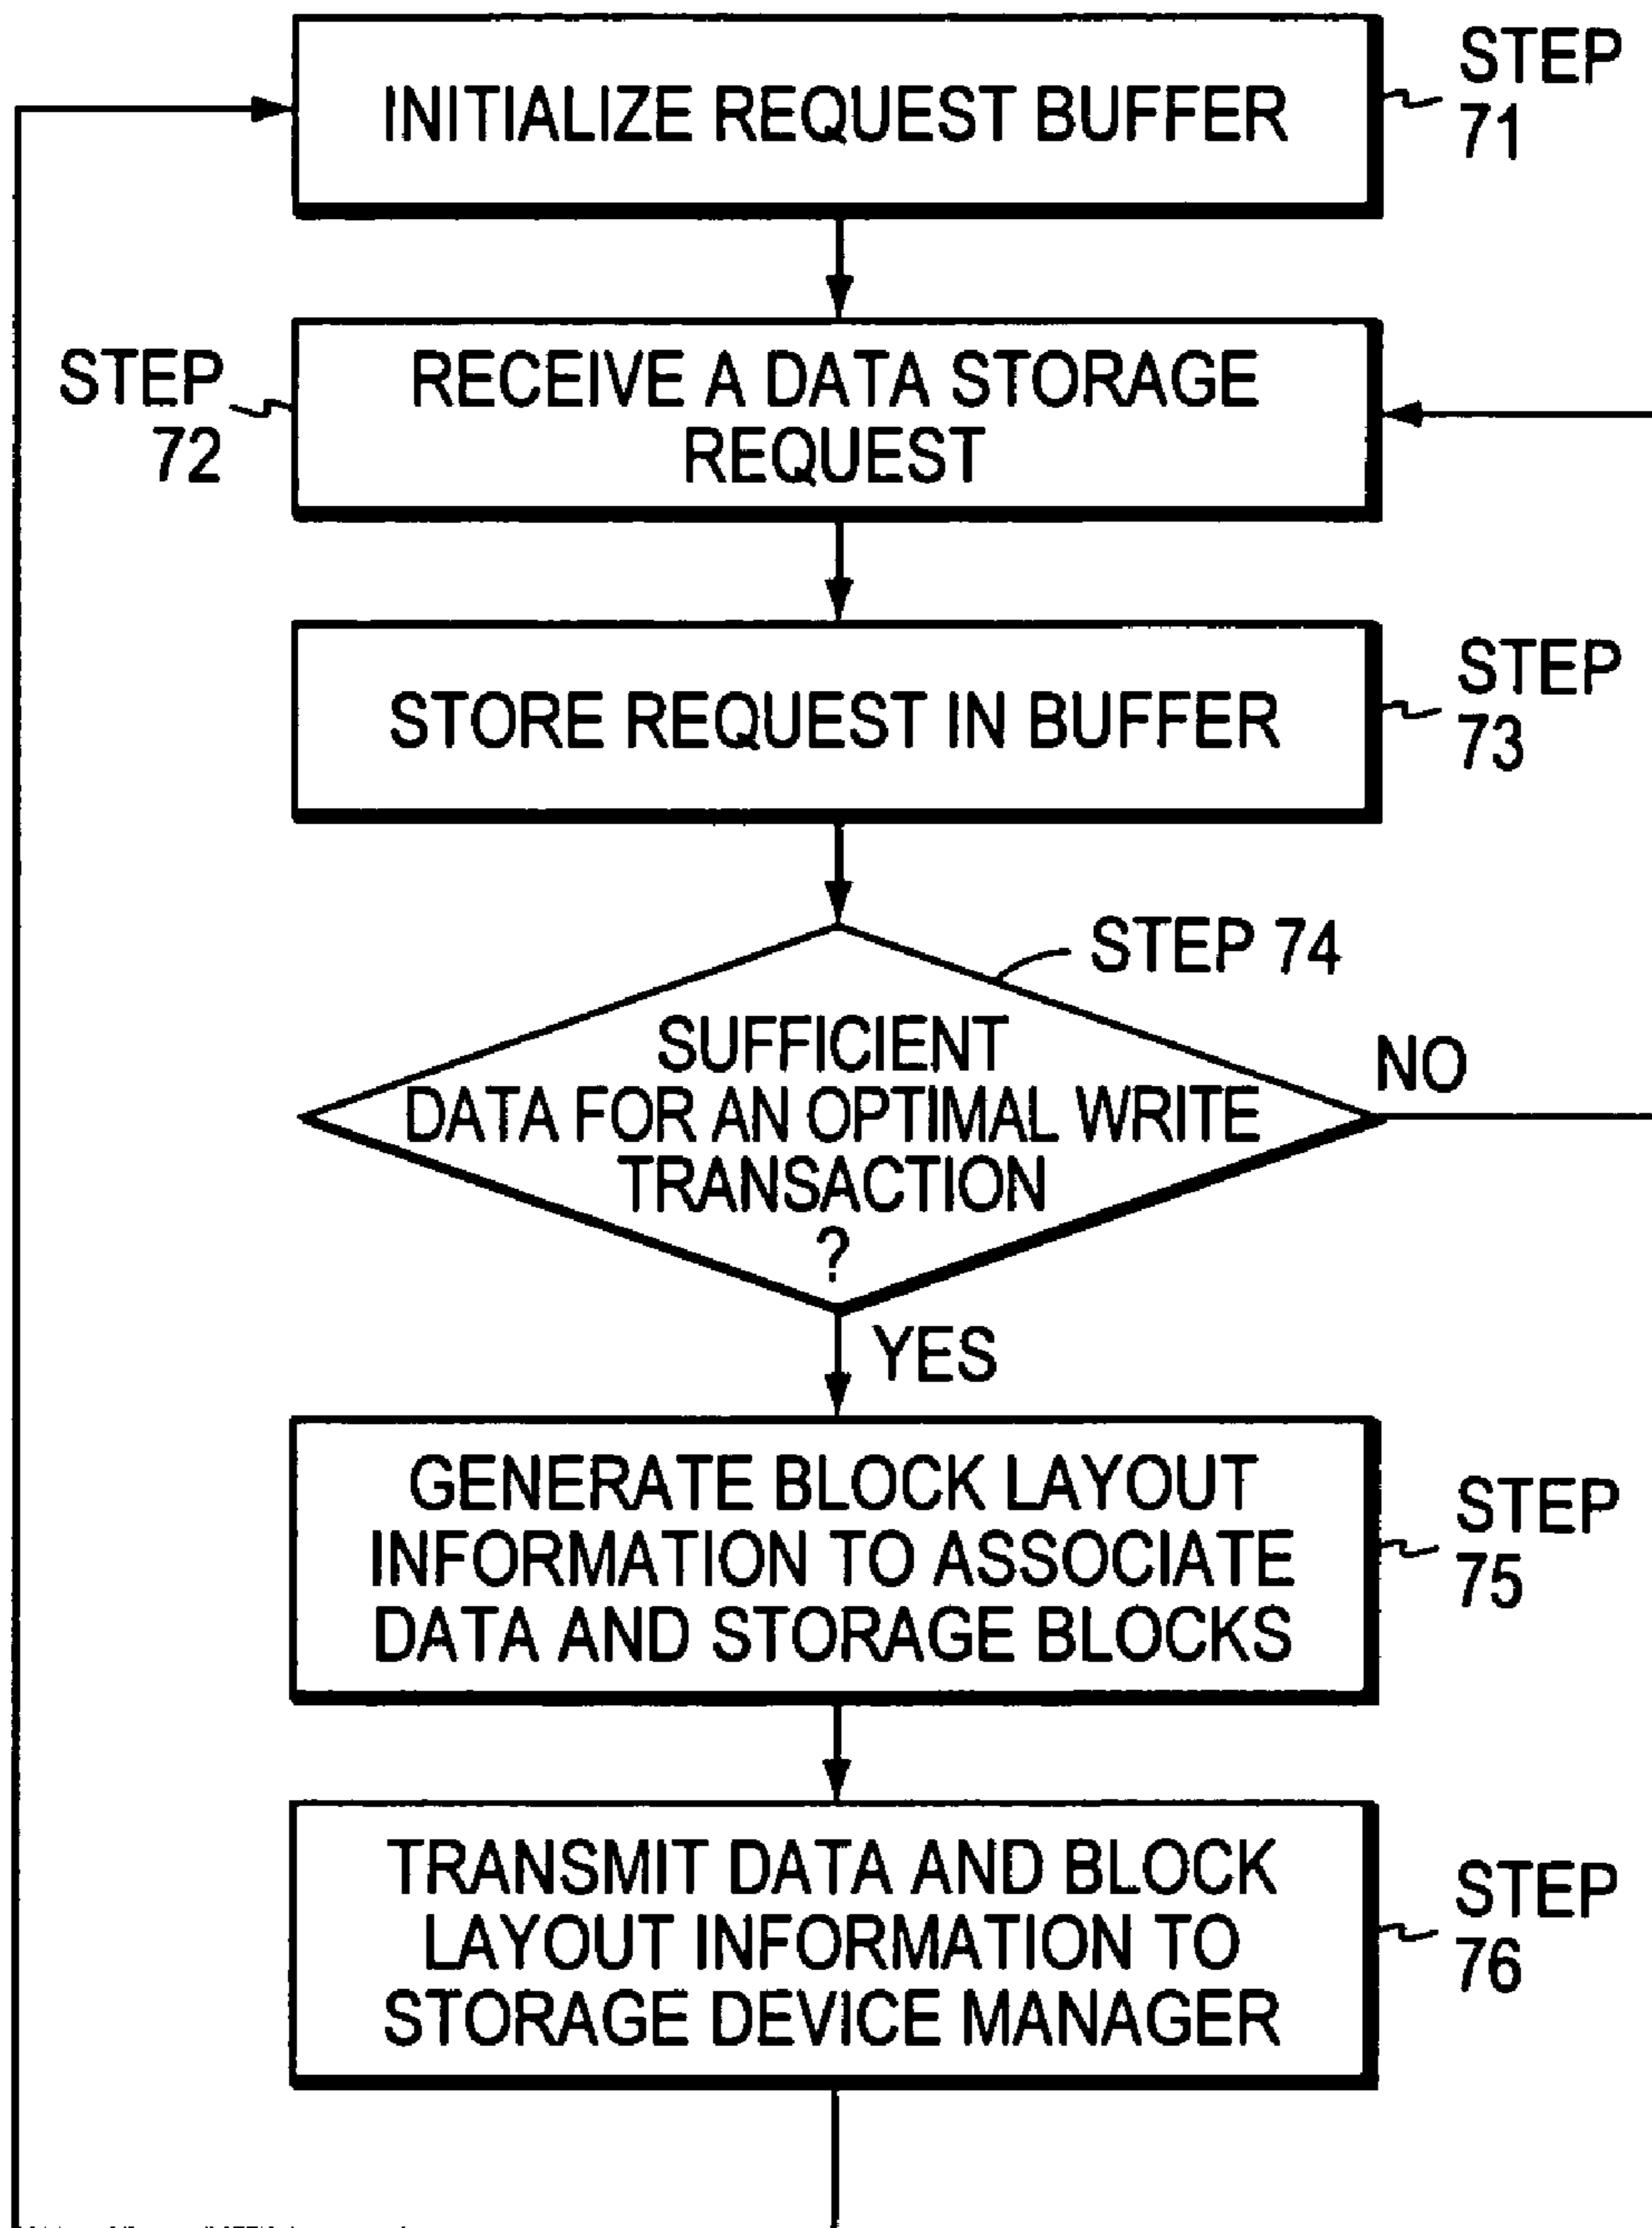 INITIALIZE REQUEST BUFFER
STEP
71
RECEIVE A DATA STORAGE
REQUEST
STEP
72
STORE REQUEST IN BUFFER
STEP
73
STEP 74
SUFFICIENT
DATA FOR AN OPTIMAL WRITE
TRANSACTION
?
NO
YES
GENERATE BLOCK LAYOUT
INFORMATION TO ASSOCIATE
DATA AND STORAGE BLOCKS
STEP
75
TRANSMIT DATA AND BLOCK
LAYOUT INFORMATION TO
STORAGE DEVICE MANAGER
STEP
76